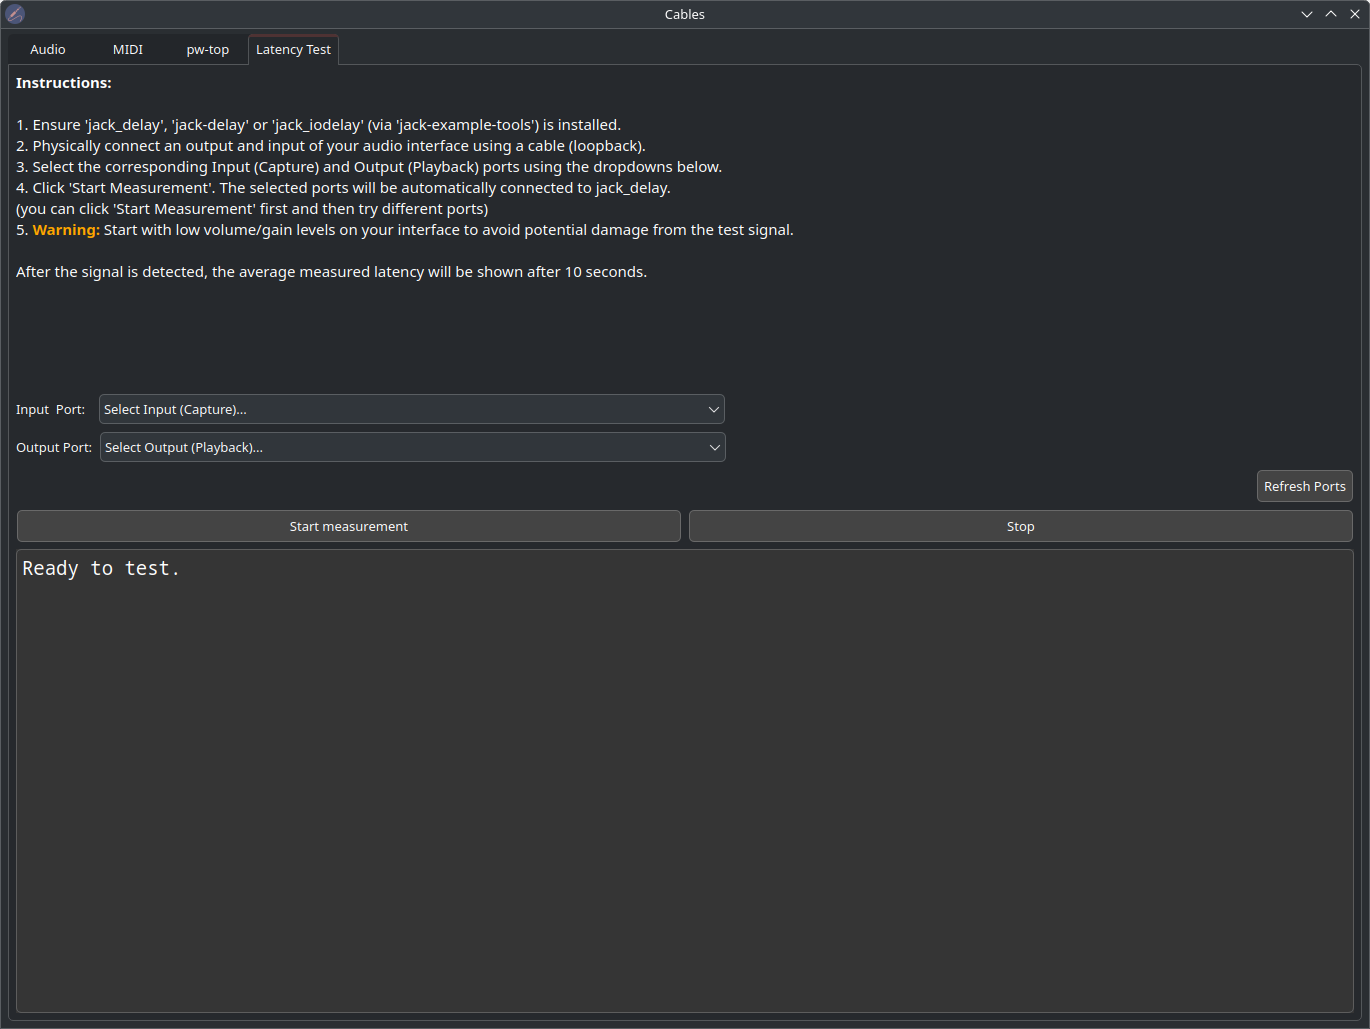 Cables
Audio
MIDI
pw-top
Latency Test
Instructions:
1. Ensure 'jack_delay', 'jack-delay' or 'jack_iodelay' (via 'jack-example-tools') is installed.
2. Physically connect an output and input of your audio interface using a cable (loopback).
3. Select the corresponding Input (Capture) and Output (Playback) ports using the dropdowns below.
4. Click 'Start Measurement'. The selected ports will be automatically connected to jack_delay.
(you can click 'Start Measurement' first and then try different ports)
5. Warning: Start with low volume/gain levels on your interface to avoid potential damage from the test signal.
After the signal is detected, the average measured latency will be shown after 10 seconds.
Input  Port: Select Input (Capture)...
Output Port: Select Output (Playback)...
Refresh Ports
Start measurement
Stop
Ready to test.